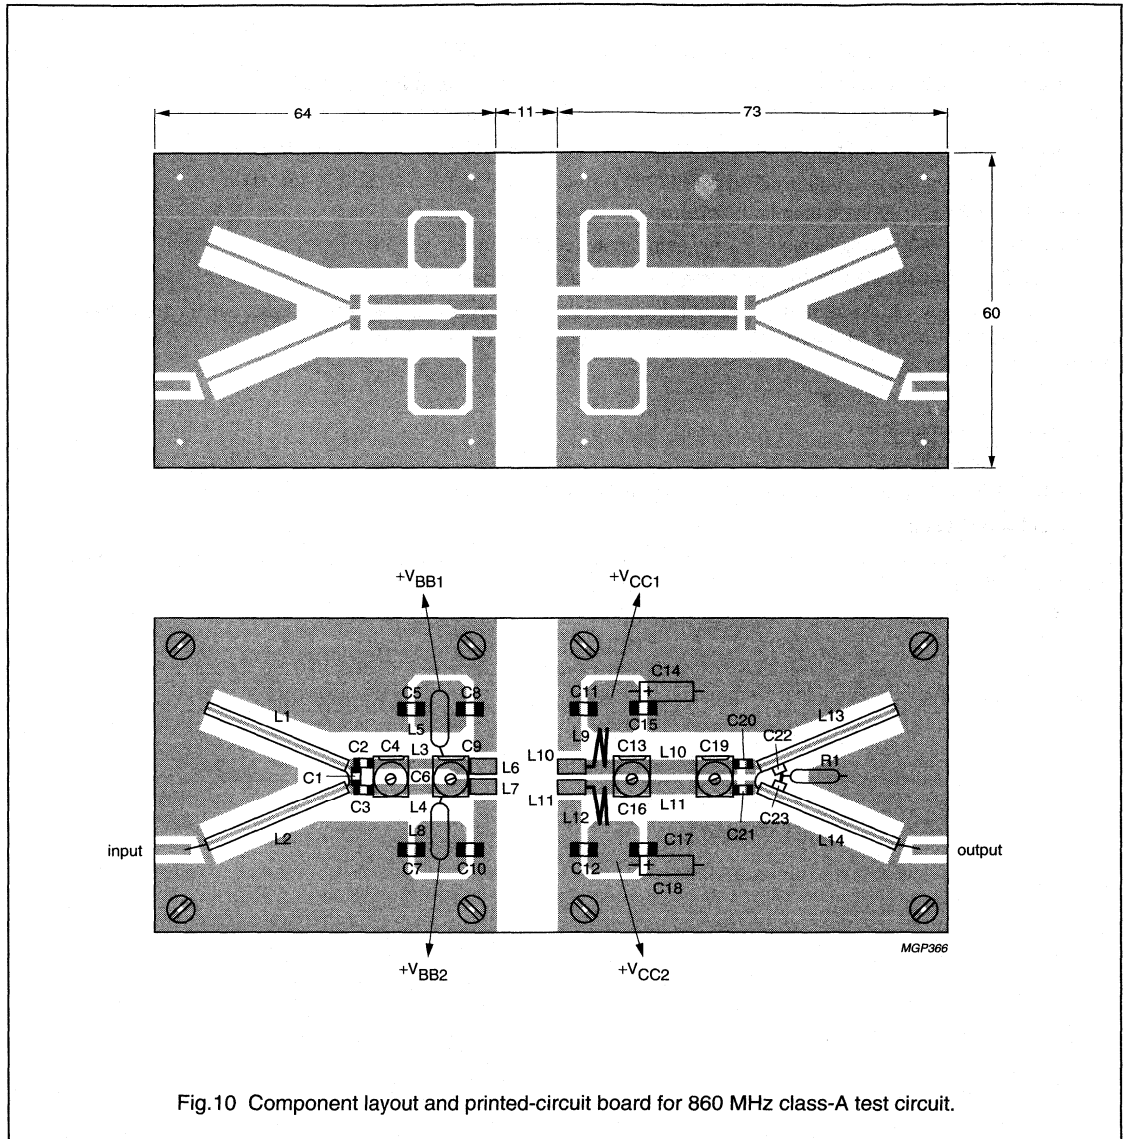 64 11 73
60
+VBB1 +VCC1
C14
C5 C8 C11
C15
L5 L9 C20
L1 L13
C2 C4 L3 C9 L10 C13 L10 C19 C22
R1
C1 C6 L6
L7
C3 L4 L11 C16 L11 C23
L12 C21
L2 L8 L14
input C17 output
C7 C10 C12
C18
MGP366
+VBB2 +VCC2
Fig.10 Component layout and printed-circuit board for 860 MHz class-A test circuit.